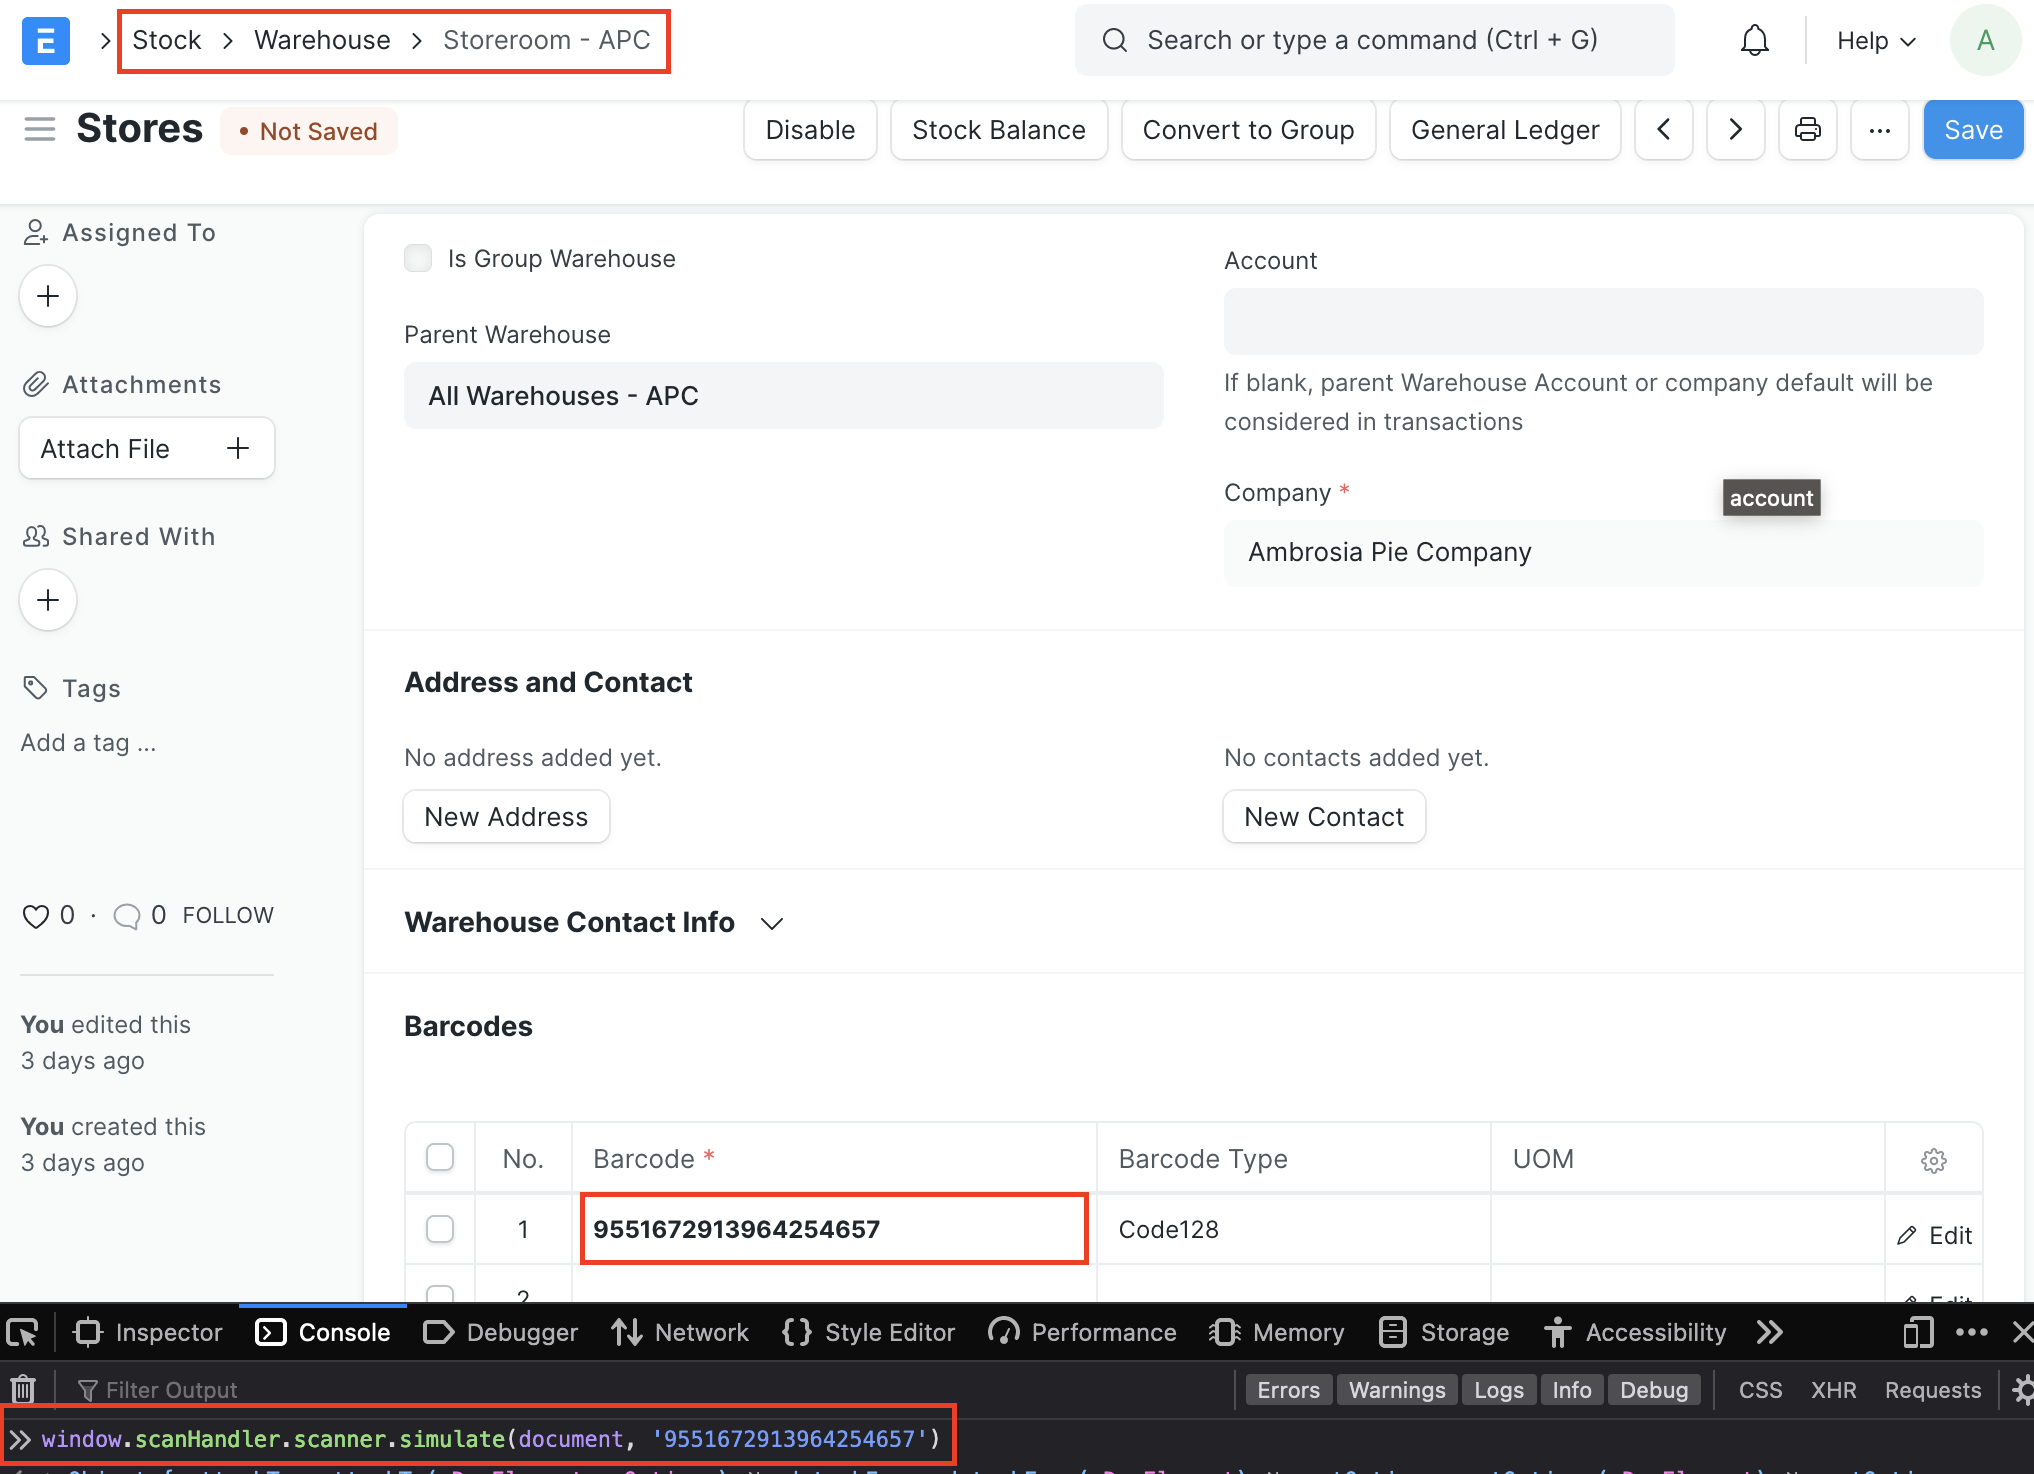 E
Stock
Warehouse
Storeroom - APC
Search or type a command (Ctrl + G)
Help
A
Stores
• Not Saved
Disable
Stock Balance
Convert to Group
General Ledger
...
Save
Assigned To
Attachments
Attach File
Shared With
Tags
Add a tag ...
0 · 0 FOLLOW
You edited this
3 days ago
You created this
3 days ago
Is Group Warehouse
Parent Warehouse
All Warehouses - APC
Account
If blank, parent Warehouse Account or company default will be
considered in transactions
Company *
account
Ambrosia Pie Company
Address and Contact
No address added yet.
New Address
No contacts added yet.
New Contact
Warehouse Contact Info
Barcodes
No.
Barcode *
Barcode Type
UOM
1
9551672913964254657
Code128
Edit
2
Edit
Inspector
Console
Debugger
Network
Style Editor
Performance
Memory
Storage
Accessibility
Filter Output
Errors
Warnings
Logs
Info
Debug
CSS
XHR
Requests
window.scanHandler.scanner.simulate(document, '9551672913964254657')